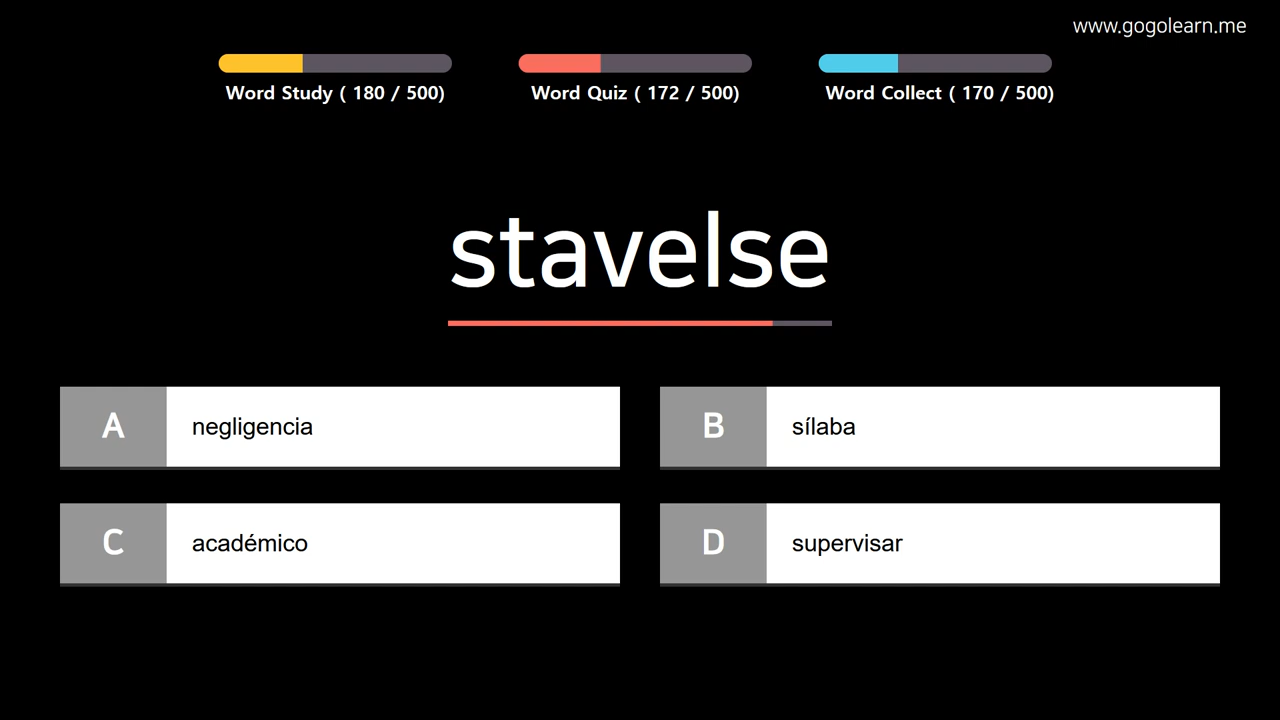 www.gogolearn.me
Word Study ( 180 / 500)
Word Quiz ( 172 / 500)
Word Collect ( 170 / 500)
stavelse
A negligencia
B sílaba
C académico
D supervisar